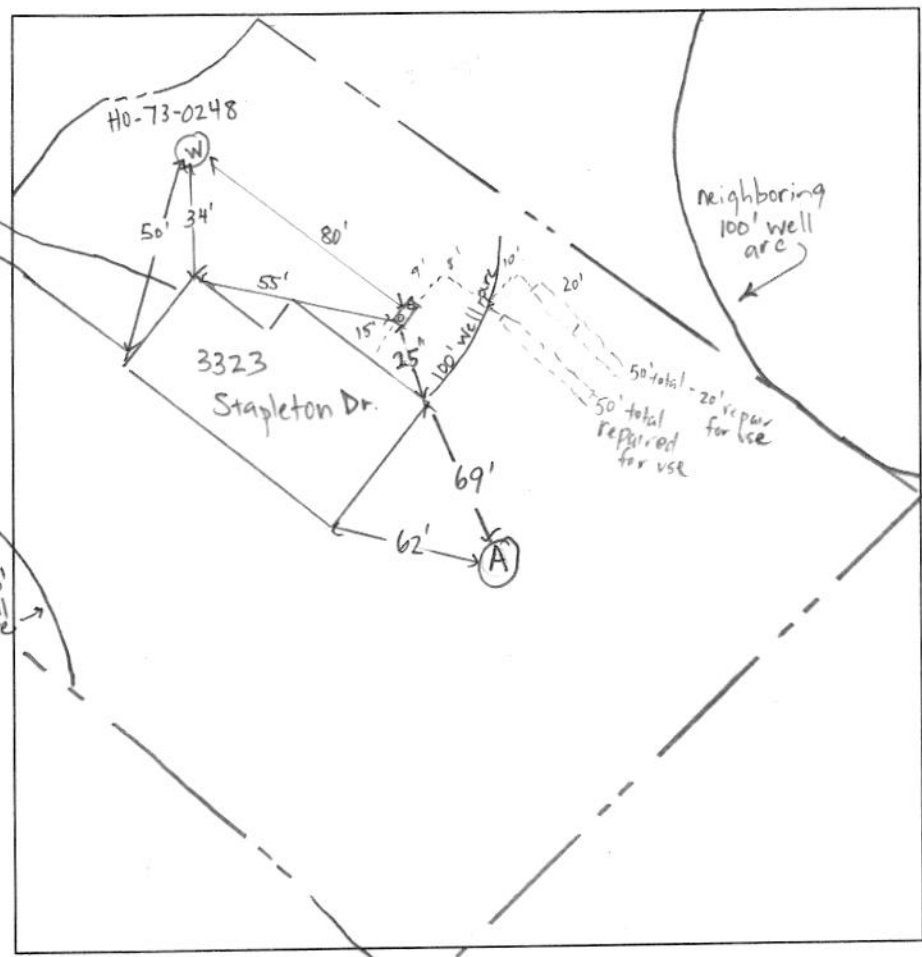 HO-73-0248
W
50'
34'
80'
neighboring
100' well
arc
55'
9'
8'
10'
20'
15'
25'
100' well arc
3323
Stapleton Dr.
50' total - 20' repair
for use
50' total
repaired
for use
69'
62'
A